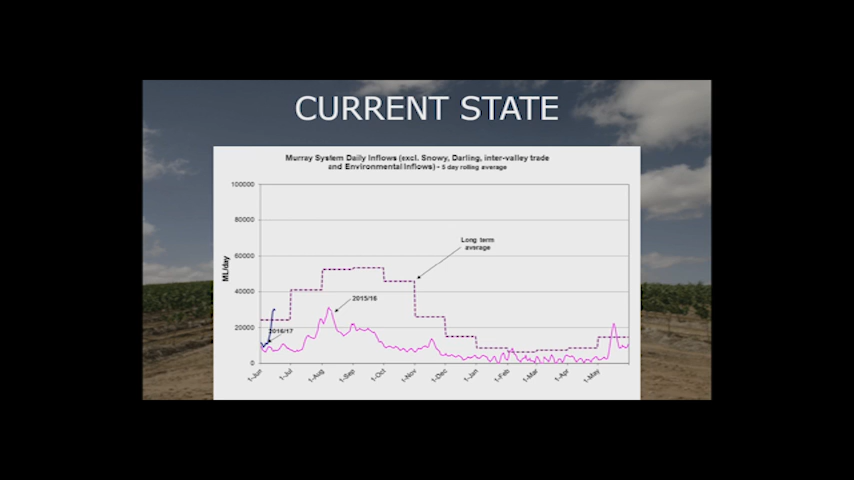 CURRENT STATE
Murray System Daily Inflows (excl. Snowy, Darling, inter-valley trade
and Environmental Inflows) - 5 day rolling average
100000
80000
60000
40000
20000
0
ML/day
Long term
average
2015/16
2016/17
1-Jun
1-Jul
1-Aug
1-Sep
1-Oct
1-Nov
1-Dec
1-Jan
1-Feb
1-Mar
1-Apr
1-May